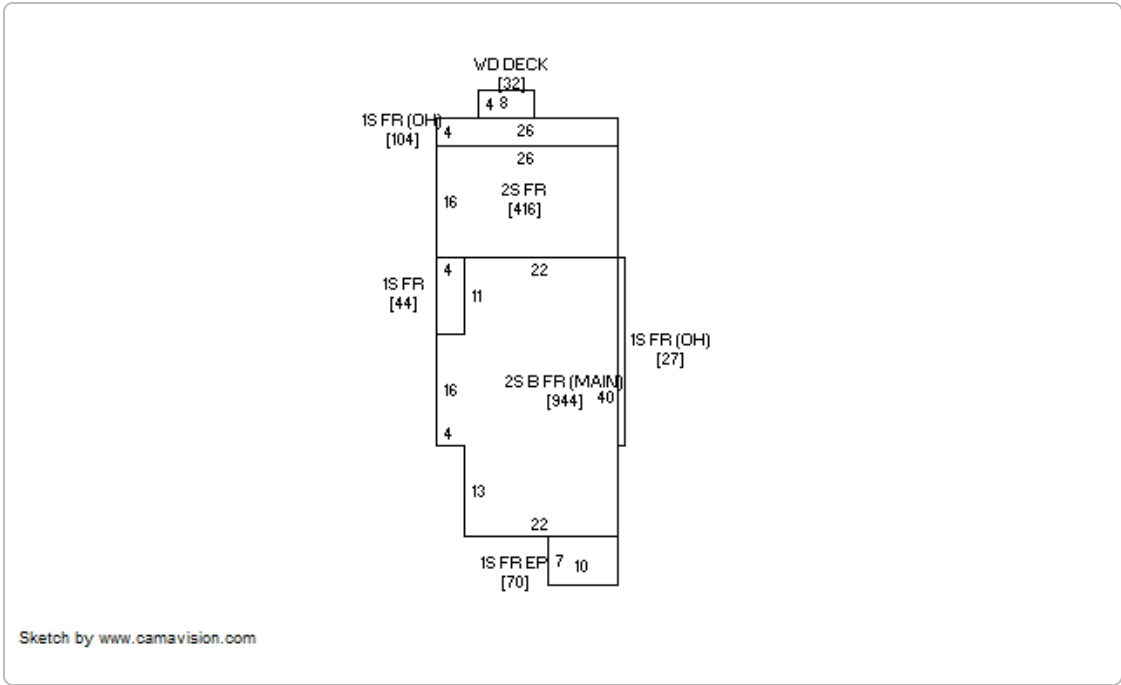 WD DECK
[32]
4 8
1S FR (OH)
[104]
4
26
26
16
2S FR
[416]
4
22
1S FR
[44]
11
1S FR (OH)
[27]
16
2S B FR (MAIN)
[944]
40
4
13
22
1S FR EP
[70]
7
10
Sketch by www.camavision.com